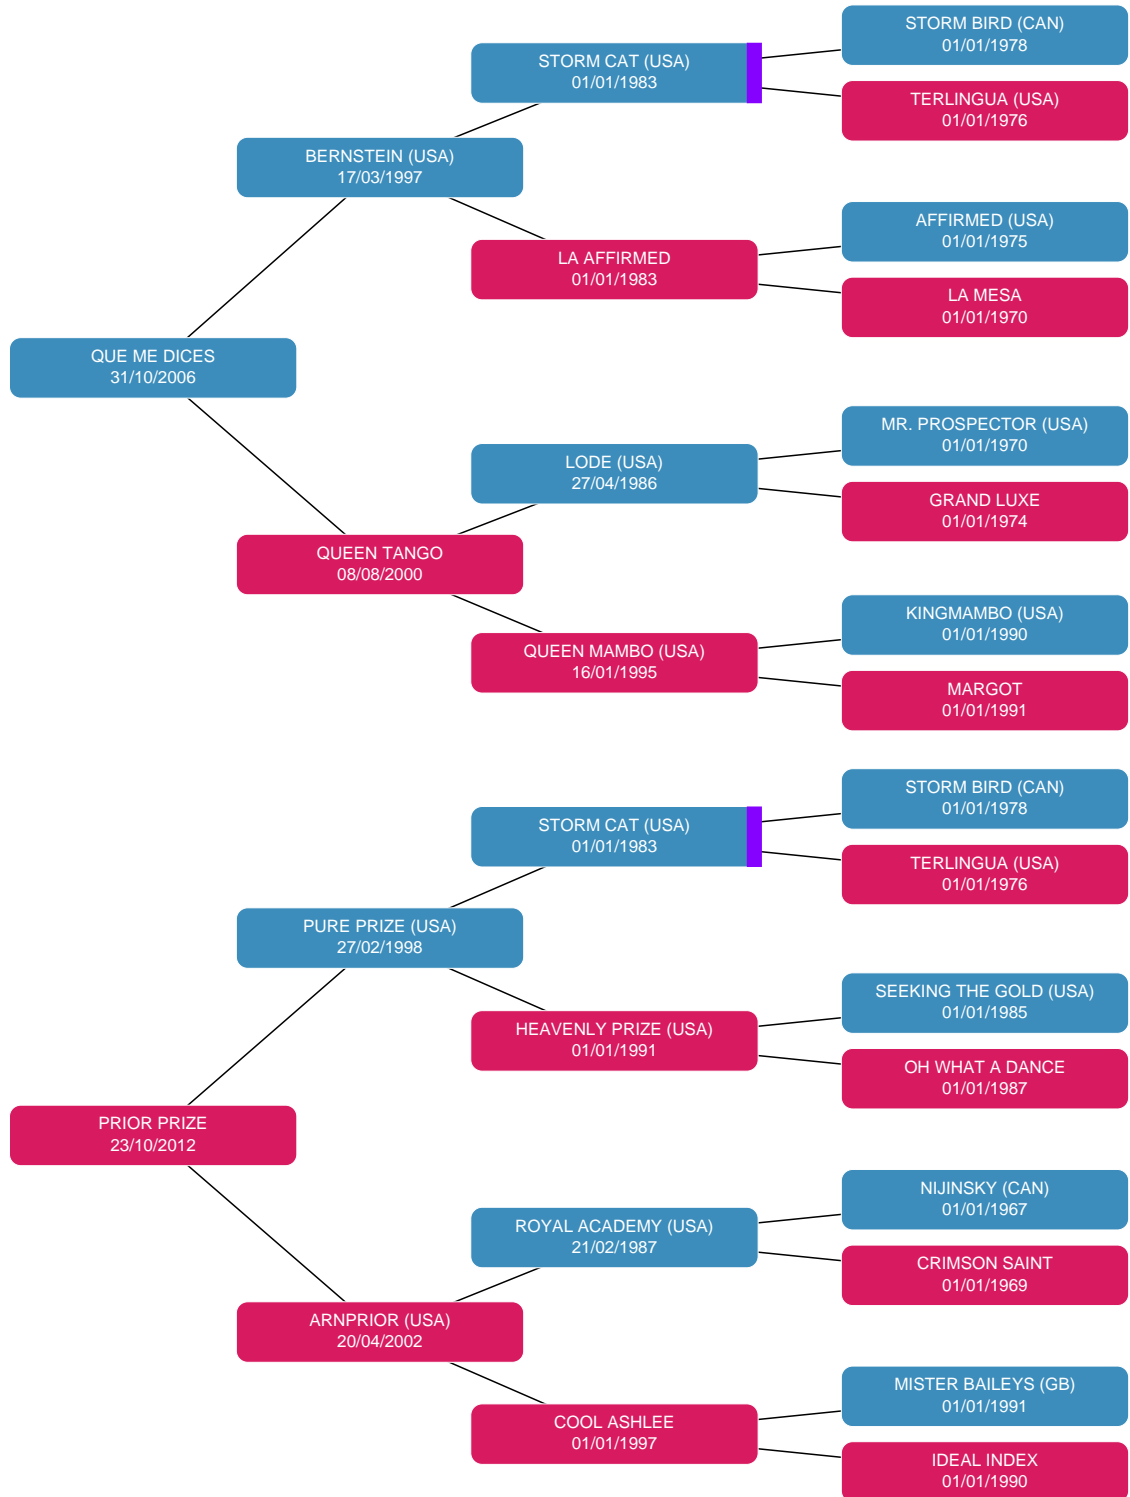 STORM BIRD (CAN)
01/01/1978
STORM CAT (USA)
01/01/1983
TERLINGUA (USA)
01/01/1976
BERNSTEIN (USA)
17/03/1997
AFFIRMED (USA)
01/01/1975
LA AFFIRMED
01/01/1983
LA MESA
01/01/1970
QUE ME DICES
31/10/2006
MR. PROSPECTOR (USA)
01/01/1970
LODE (USA)
27/04/1986
GRAND LUXE
01/01/1974
QUEEN TANGO
08/08/2000
KINGMAMBO (USA)
01/01/1990
QUEEN MAMBO (USA)
16/01/1995
MARGOT
01/01/1991
STORM BIRD (CAN)
01/01/1978
STORM CAT (USA)
01/01/1983
TERLINGUA (USA)
01/01/1976
PURE PRIZE (USA)
27/02/1998
SEEKING THE GOLD (USA)
01/01/1985
HEAVENLY PRIZE (USA)
01/01/1991
OH WHAT A DANCE
01/01/1987
PRIOR PRIZE
23/10/2012
NIJINSKY (CAN)
01/01/1967
ROYAL ACADEMY (USA)
21/02/1987
CRIMSON SAINT
01/01/1969
ARNPRIOR (USA)
20/04/2002
MISTER BAILEYS (GB)
01/01/1991
COOL ASHLEE
01/01/1997
IDEAL INDEX
01/01/1990